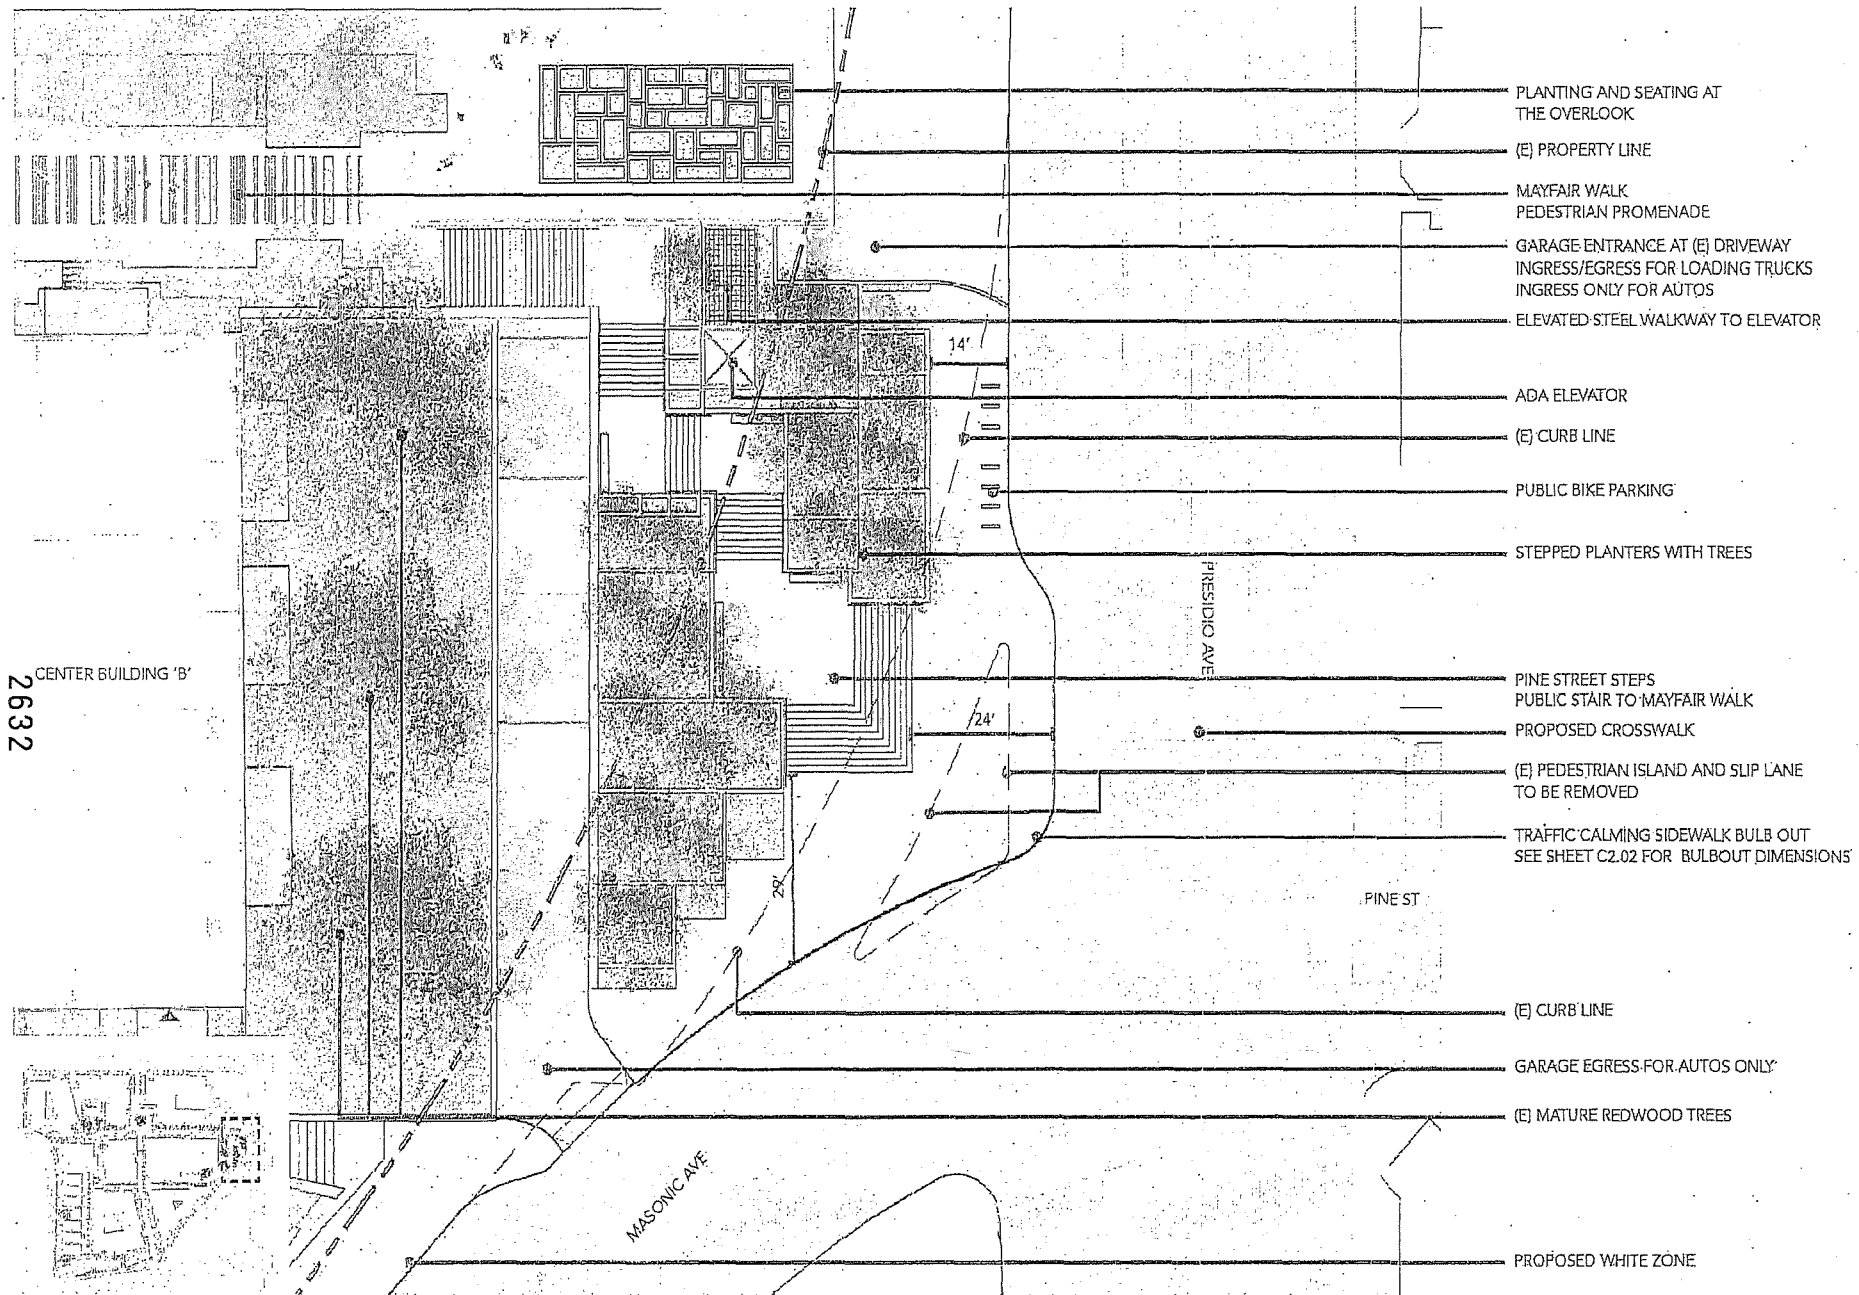 PLANTING AND SEATING AT
THE OVERLOOK
(E) PROPERTY LINE
MAYFAIR WALK
PEDESTRIAN PROMENADE
GARAGE ENTRANCE AT (E) DRIVEWAY
INGRESS/EGRESS FOR LOADING TRUCKS
INGRESS ONLY FOR AUTOS
ELEVATED STEEL WALKWAY TO ELEVATOR
14'
ADA ELEVATOR
(E) CURB LINE
PUBLIC BIKE PARKING
STEPPED PLANTERS WITH TREES
PRESIDIO AVE
CENTER BUILDING 'B'
2632
PINE STREET STEPS
PUBLIC STAIR TO MAYFAIR WALK
24'
PROPOSED CROSSWALK
(E) PEDESTRIAN ISLAND AND SLIP LANE
TO BE REMOVED
TRAFFIC CALMING SIDEWALK BULB OUT
SEE SHEET C2.02 FOR BULBOUT DIMENSIONS
29'
PINE ST
(E) CURB LINE
GARAGE EGRESS FOR AUTOS ONLY
(E) MATURE REDWOOD TREES
MASONIC AVE
PROPOSED WHITE ZONE